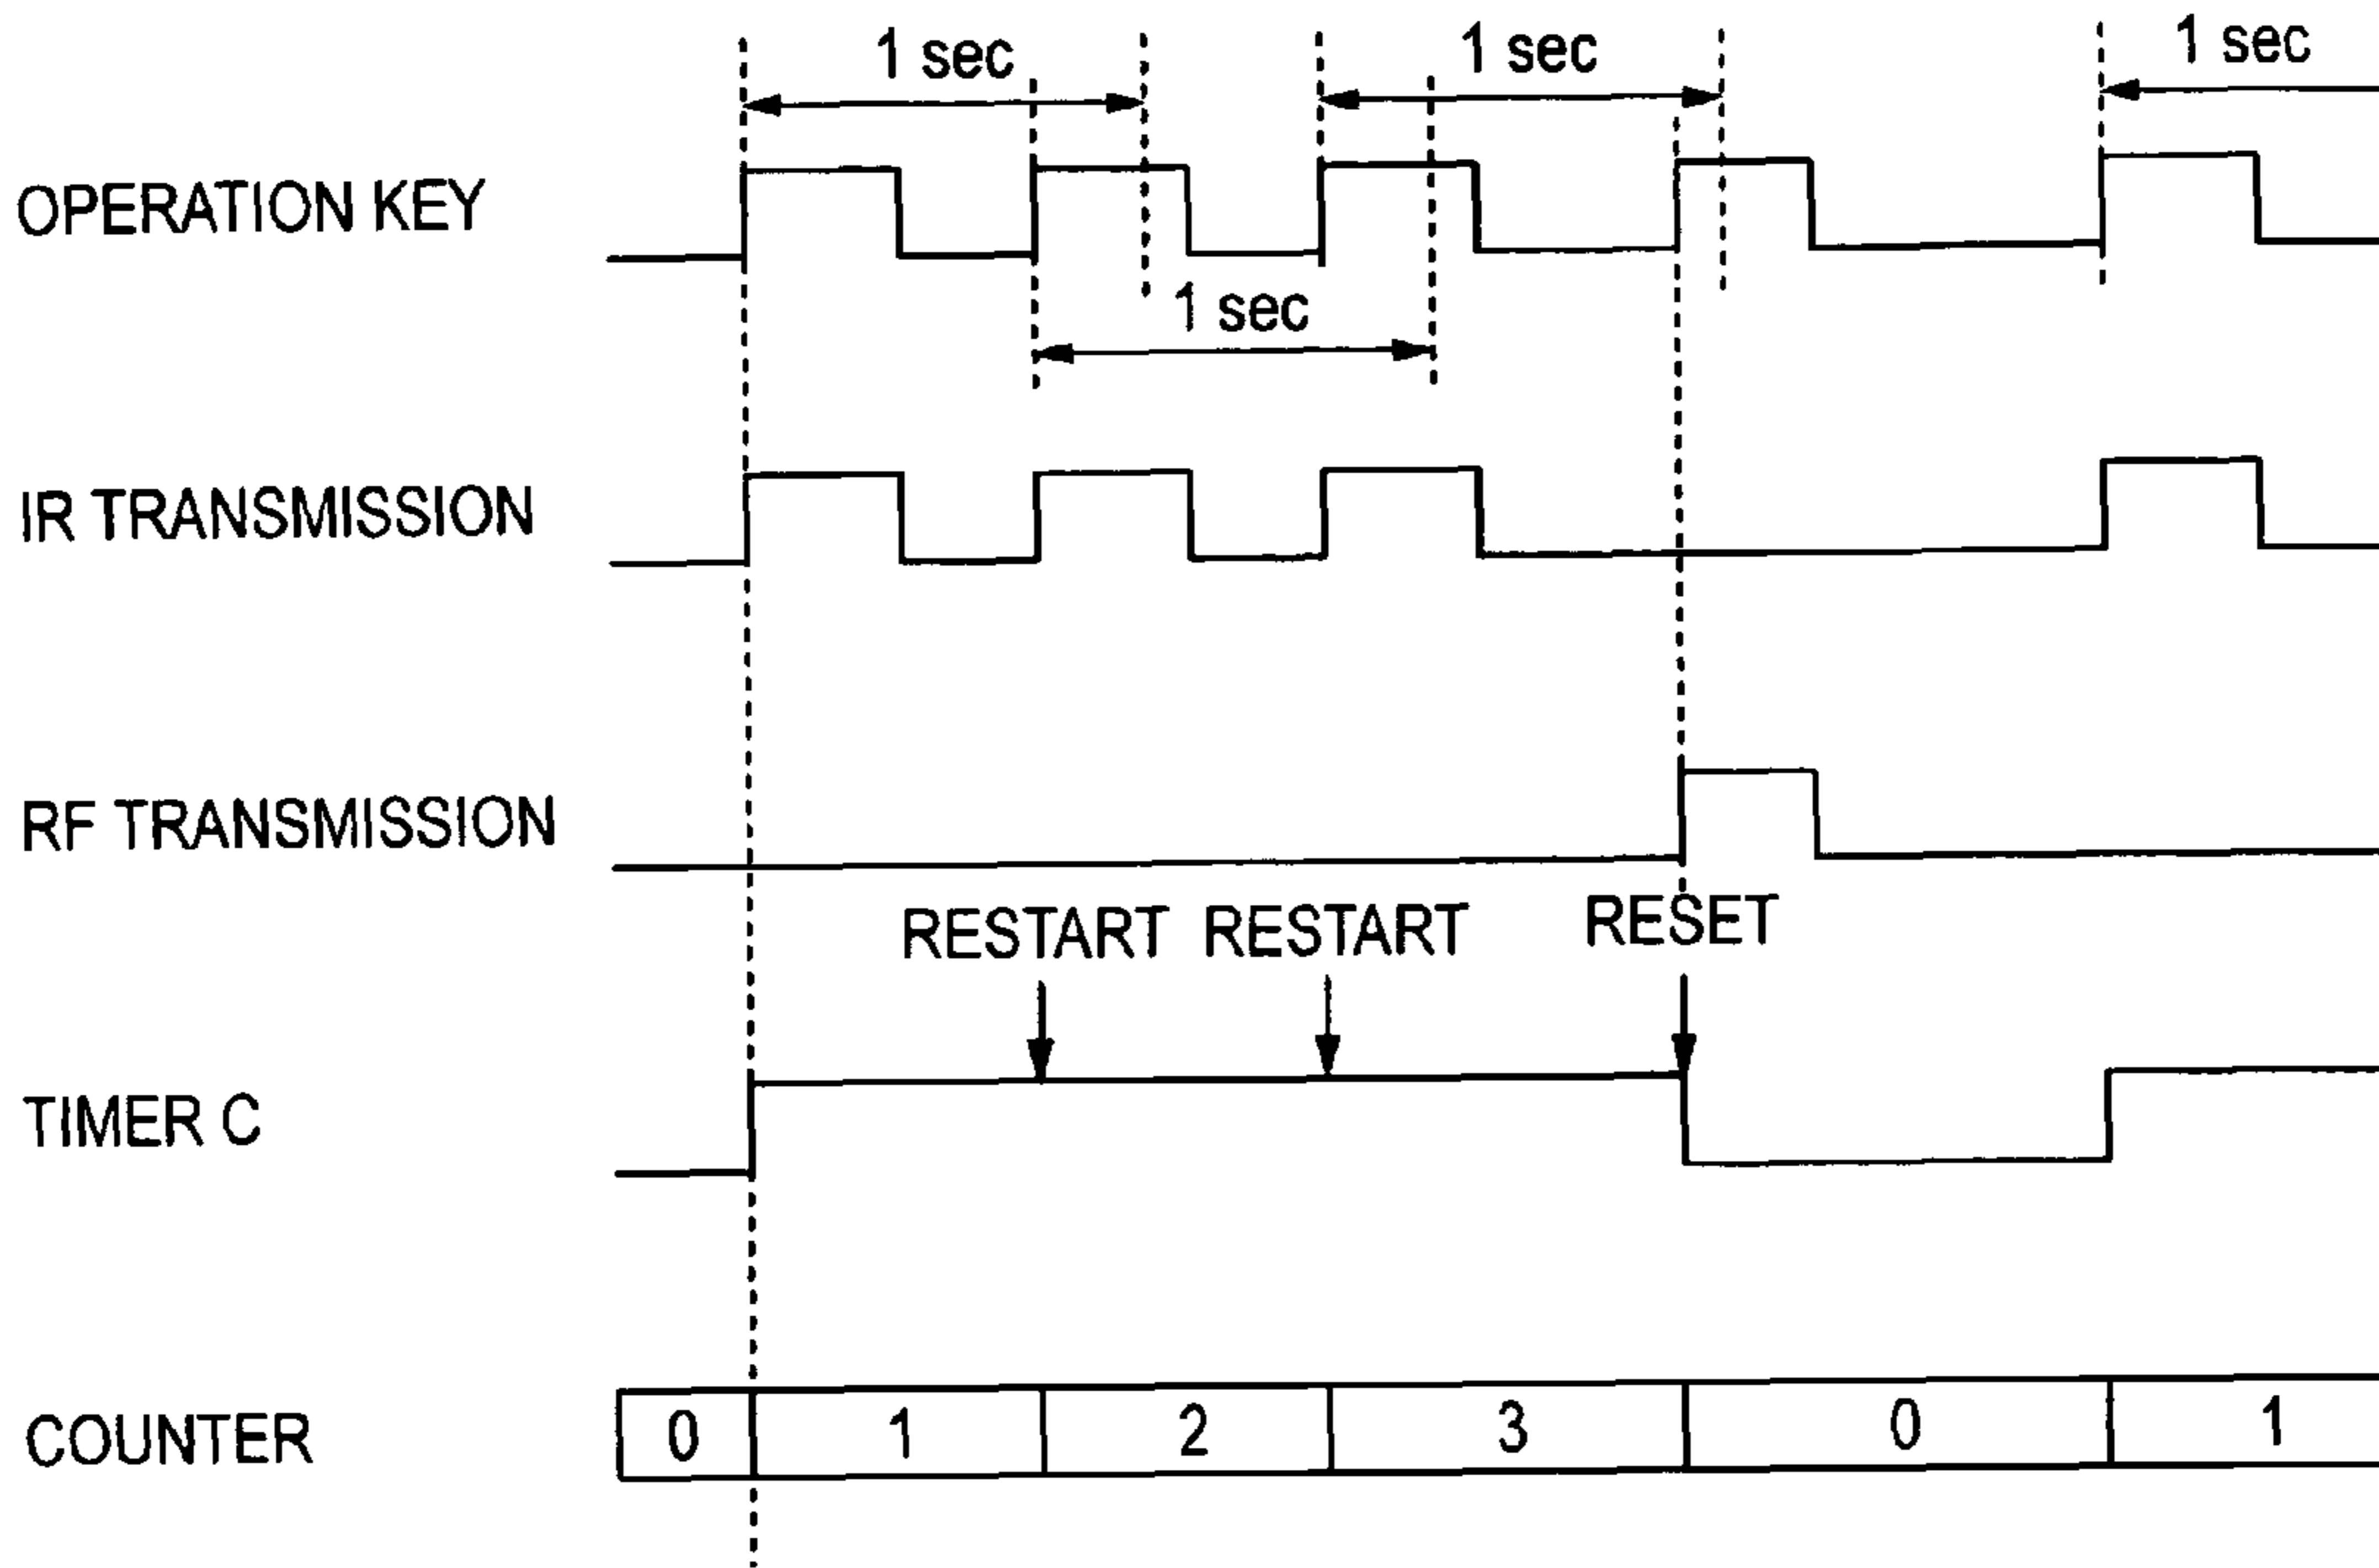 1 sec 1 sec 1 sec
OPERATION KEY
1 sec
IR TRANSMISSION
RF TRANSMISSION
RESTART RESTART RESET
TIMER C
COUNTER 0 1 2 3 0 1